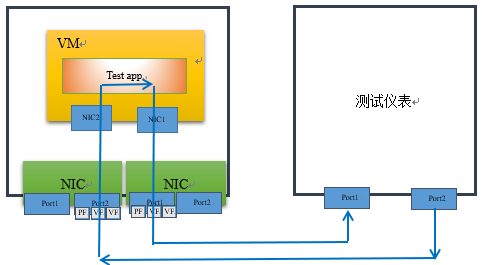 VM
Test app
测试仪表
NIC2
NIC1
NIC
NIC
Port1
Port2
Port1
Port2
PF
VF
VF
PF
VF
VF
Port1
Port2